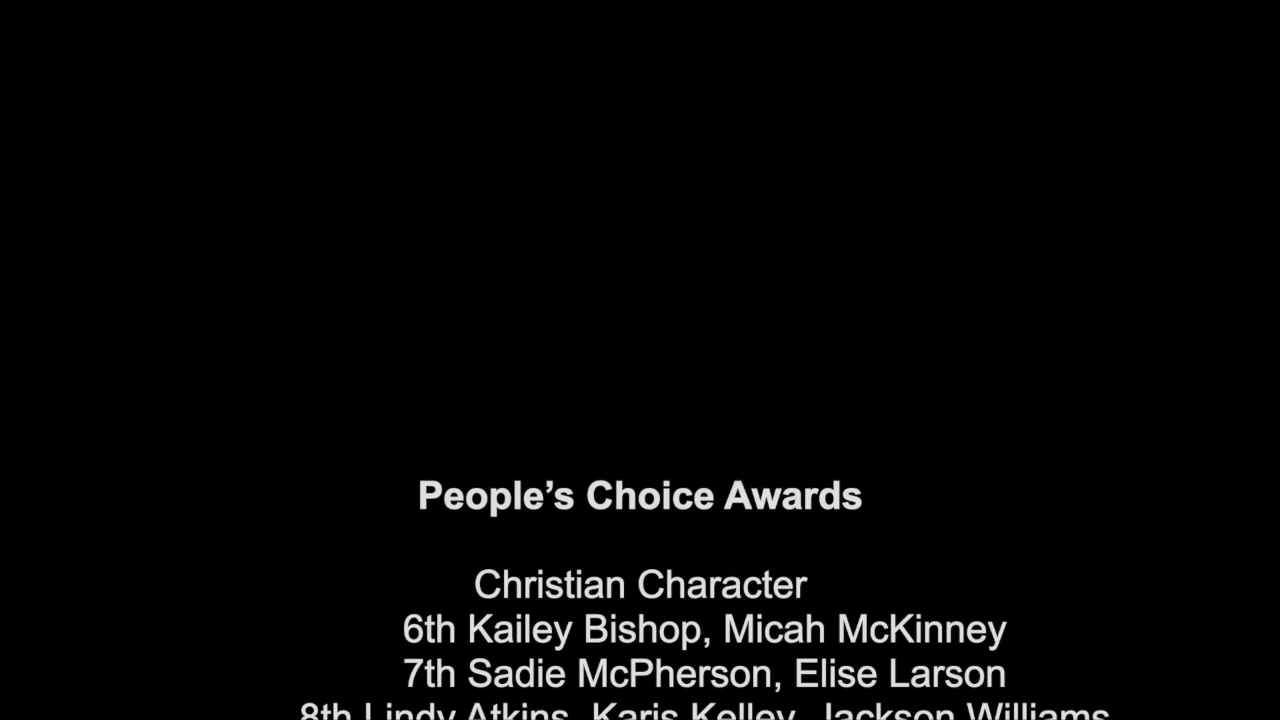 People’s Choice Awards
Christian Character
6th Kailey Bishop, Micah McKinney
7th Sadie McPherson, Elise Larson
8th Lindy Atkins, Karis Kelley, Jackson Williams